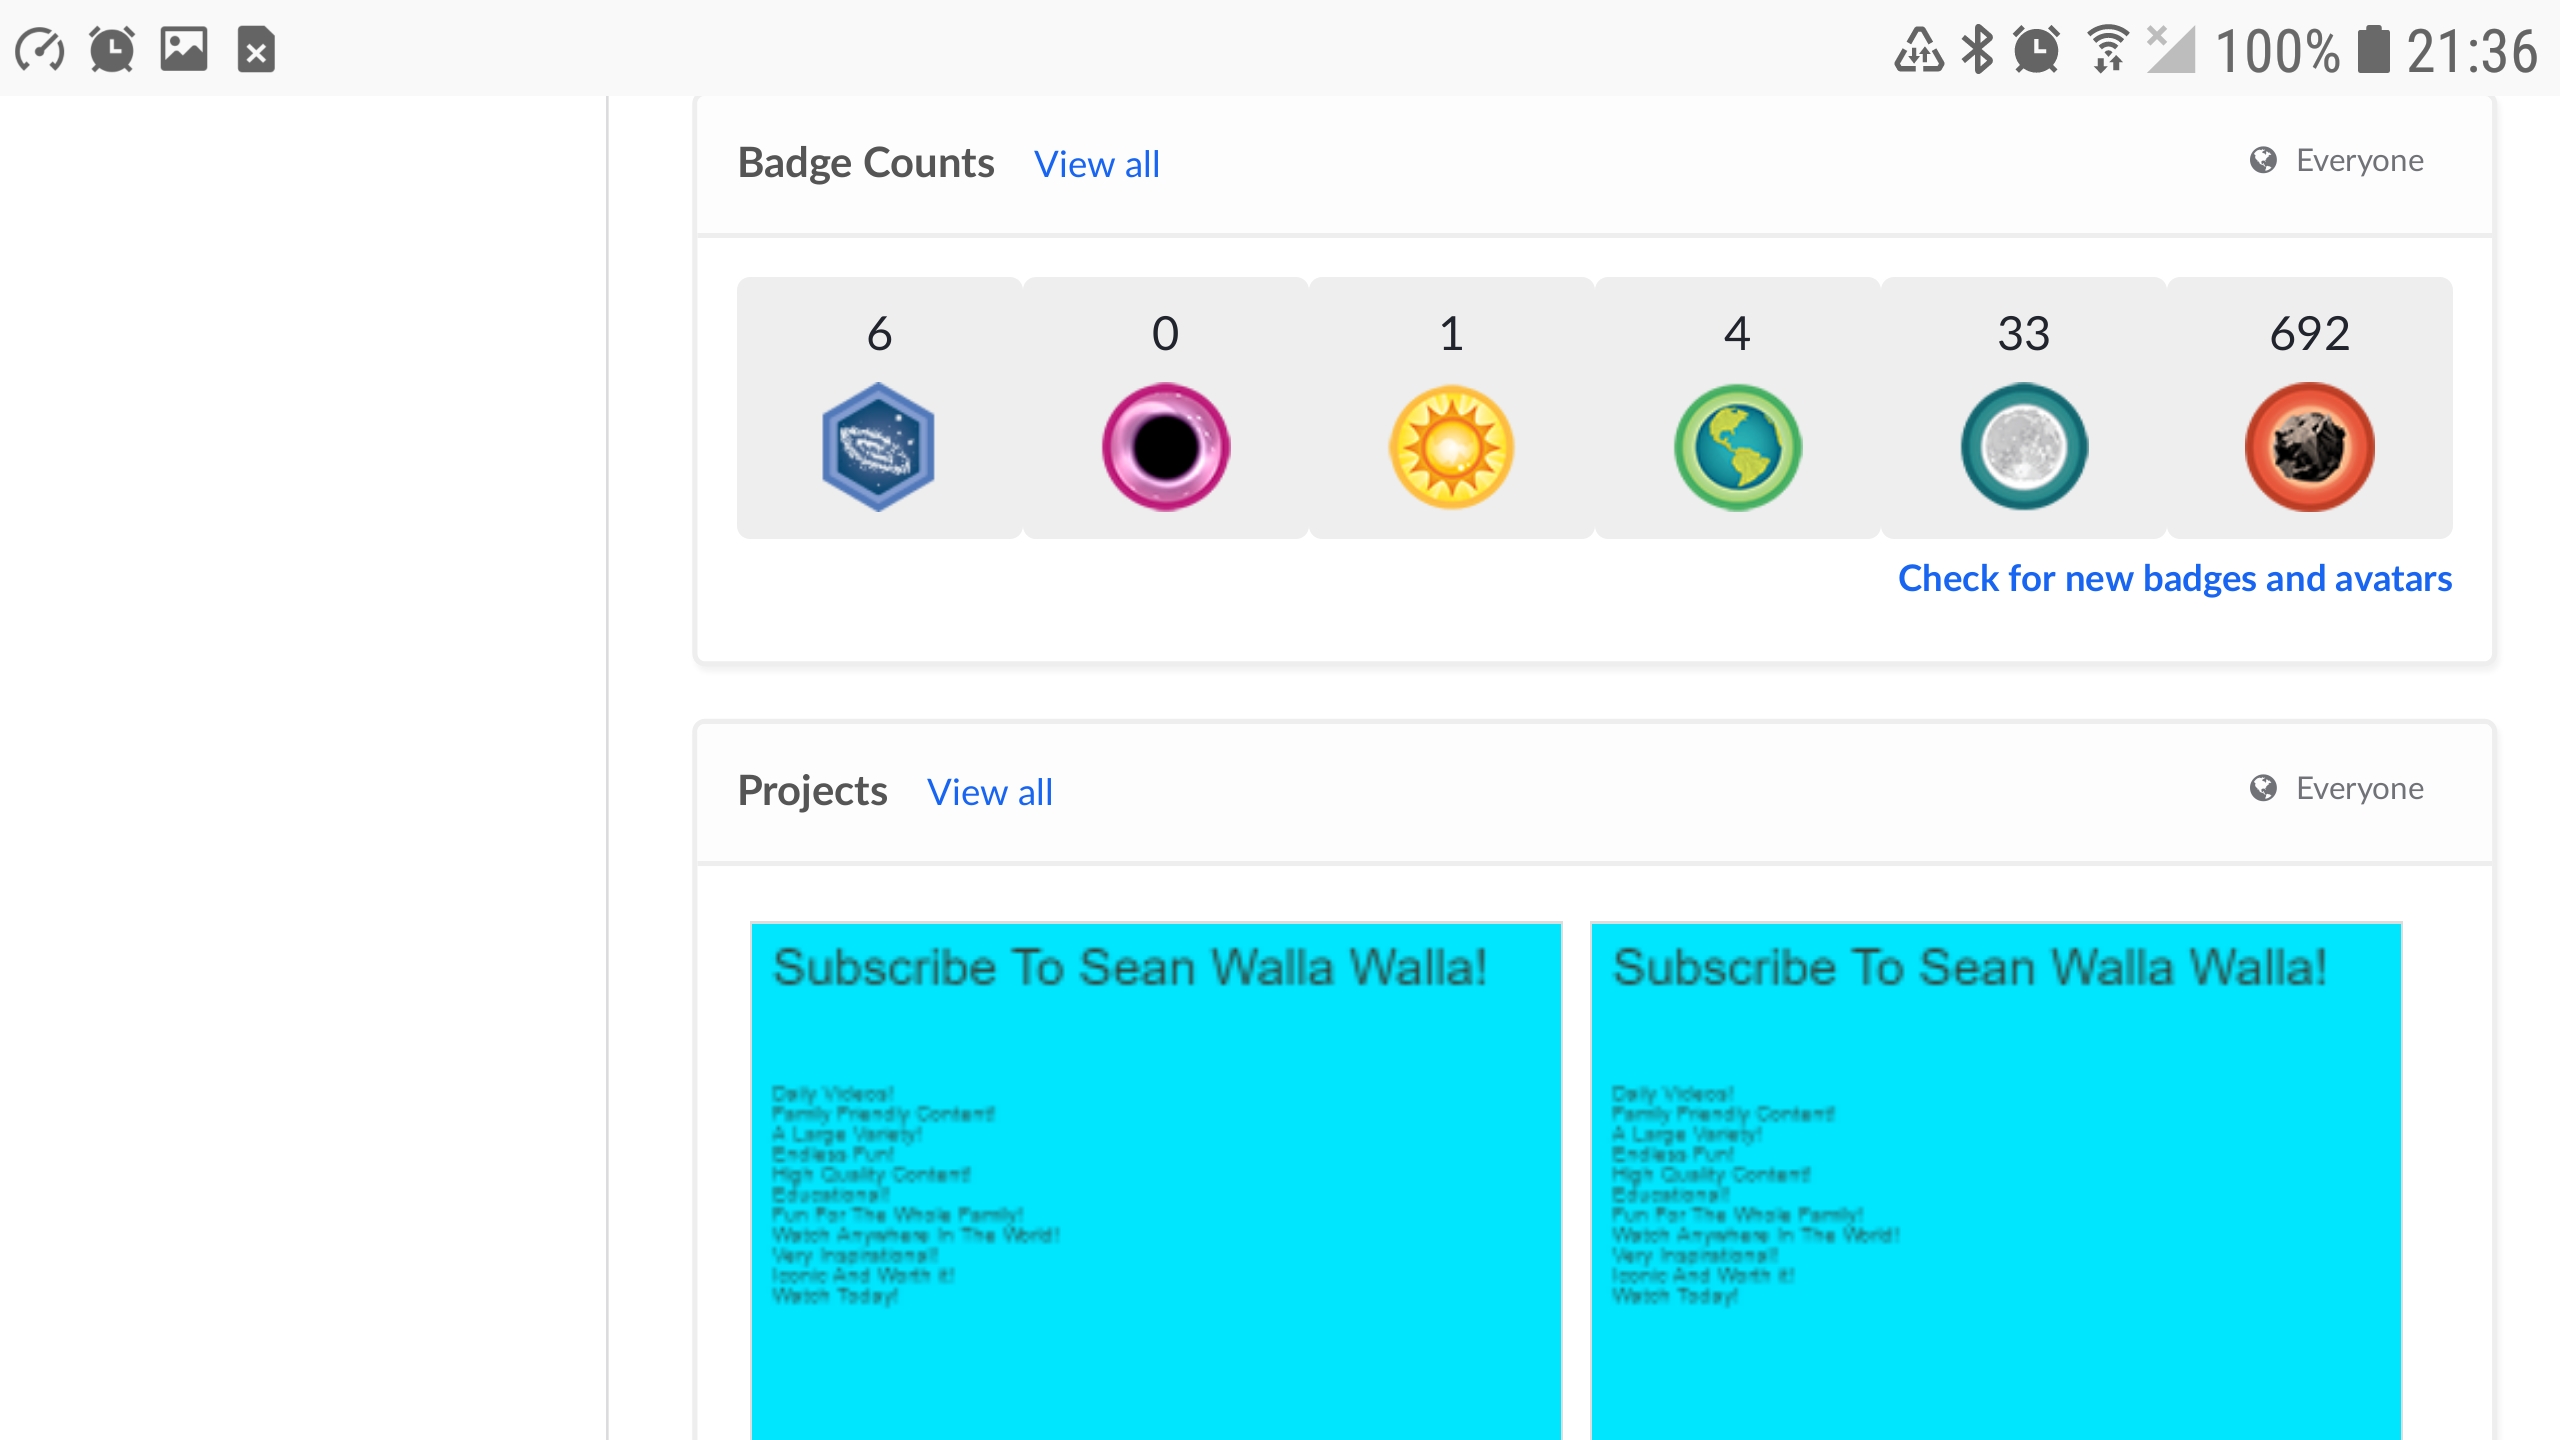 100% 21:36
Badge Counts View all Everyone
6 0 1 4 33 692
Check for new badges and avatars
Projects View all Everyone
Subscribe To Sean Walla Walla! Subscribe To Sean Walla Walla!
Daily Videos! Daily Videos!
Family Friendly Content! Family Friendly Content!
A Large Variety! A Large Variety!
Endless Fun! Endless Fun!
High Quality Content! High Quality Content!
Educational! Educational!
Fun For The Whole Family! Fun For The Whole Family!
Watch Anywhere In The World! Watch Anywhere In The World!
Very Inspirational! Very Inspirational!
Iconic And Worth It! Iconic And Worth It!
Watch Today! Watch Today!